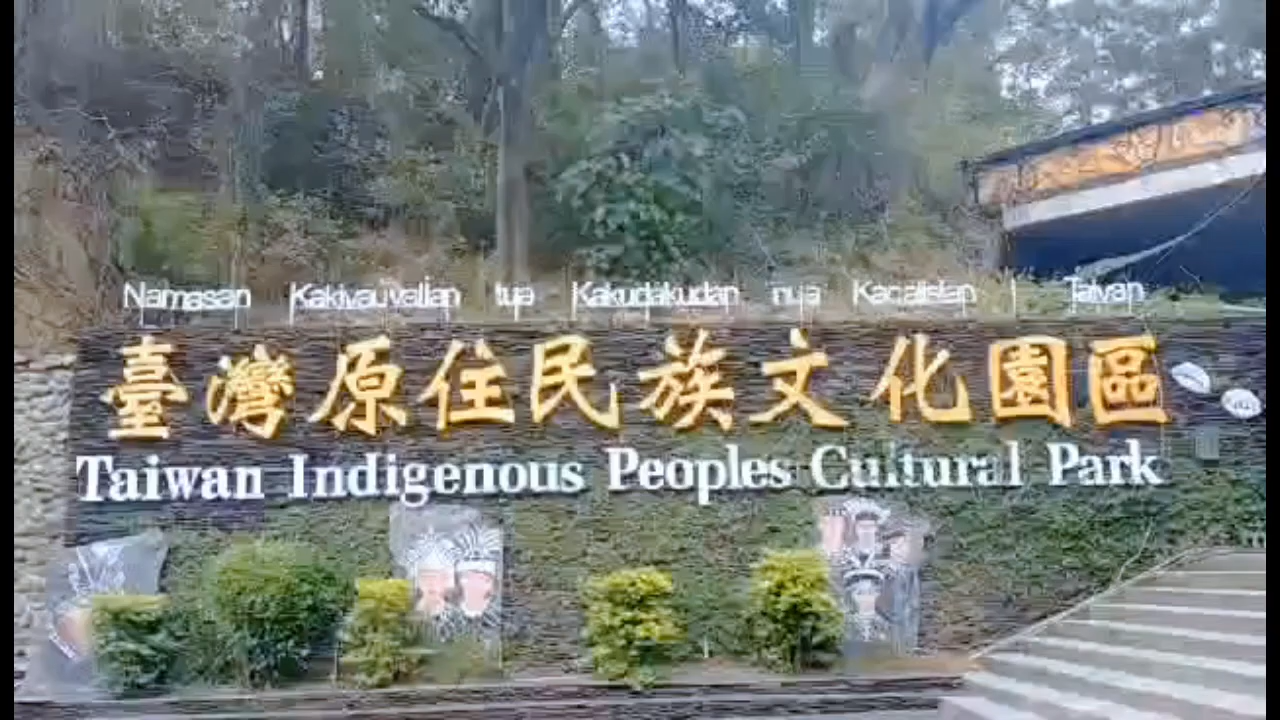 Namasan Kakivauvalian tua Kakudakudan nua Kacalisian i Taivan
臺灣原住民族文化園區
Taiwan Indigenous Peoples Cultural Park